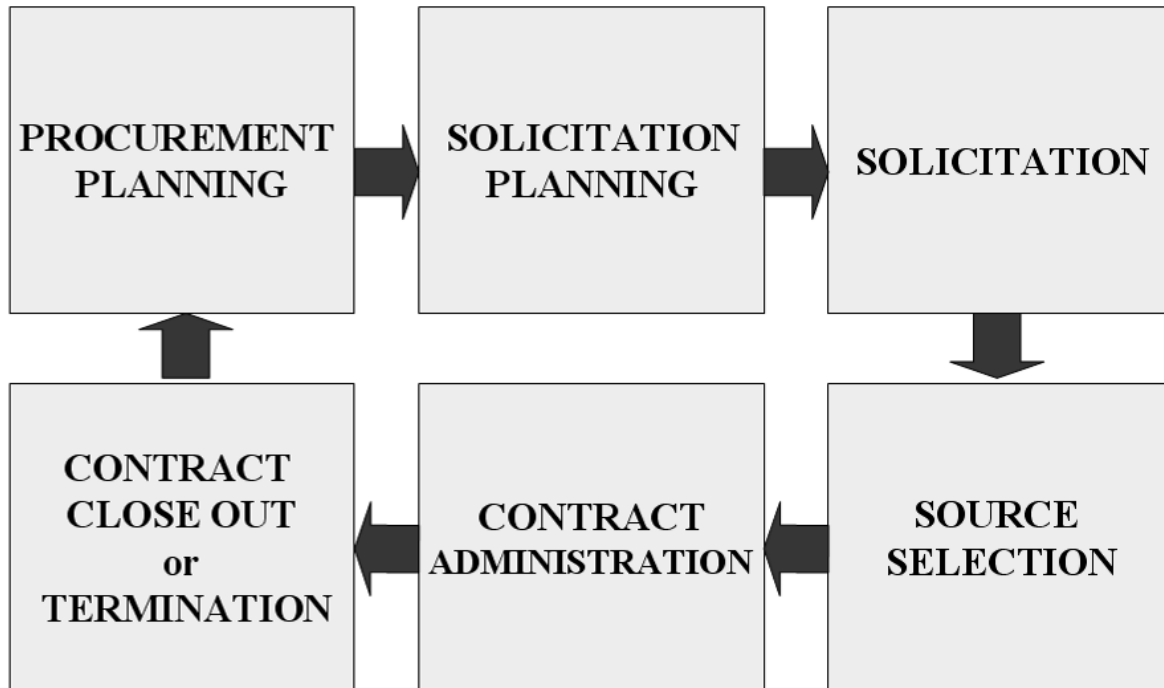 PROCUREMENT
PLANNING
SOLICITATION
PLANNING
SOLICITATION
CONTRACT
CLOSE OUT
or
TERMINATION
CONTRACT
ADMINISTRATION
SOURCE
SELECTION